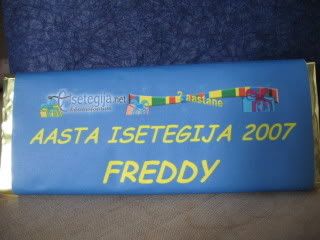 isetegija.net 2 aastane
AASTA ISETEGIJA 2007
FREDDY